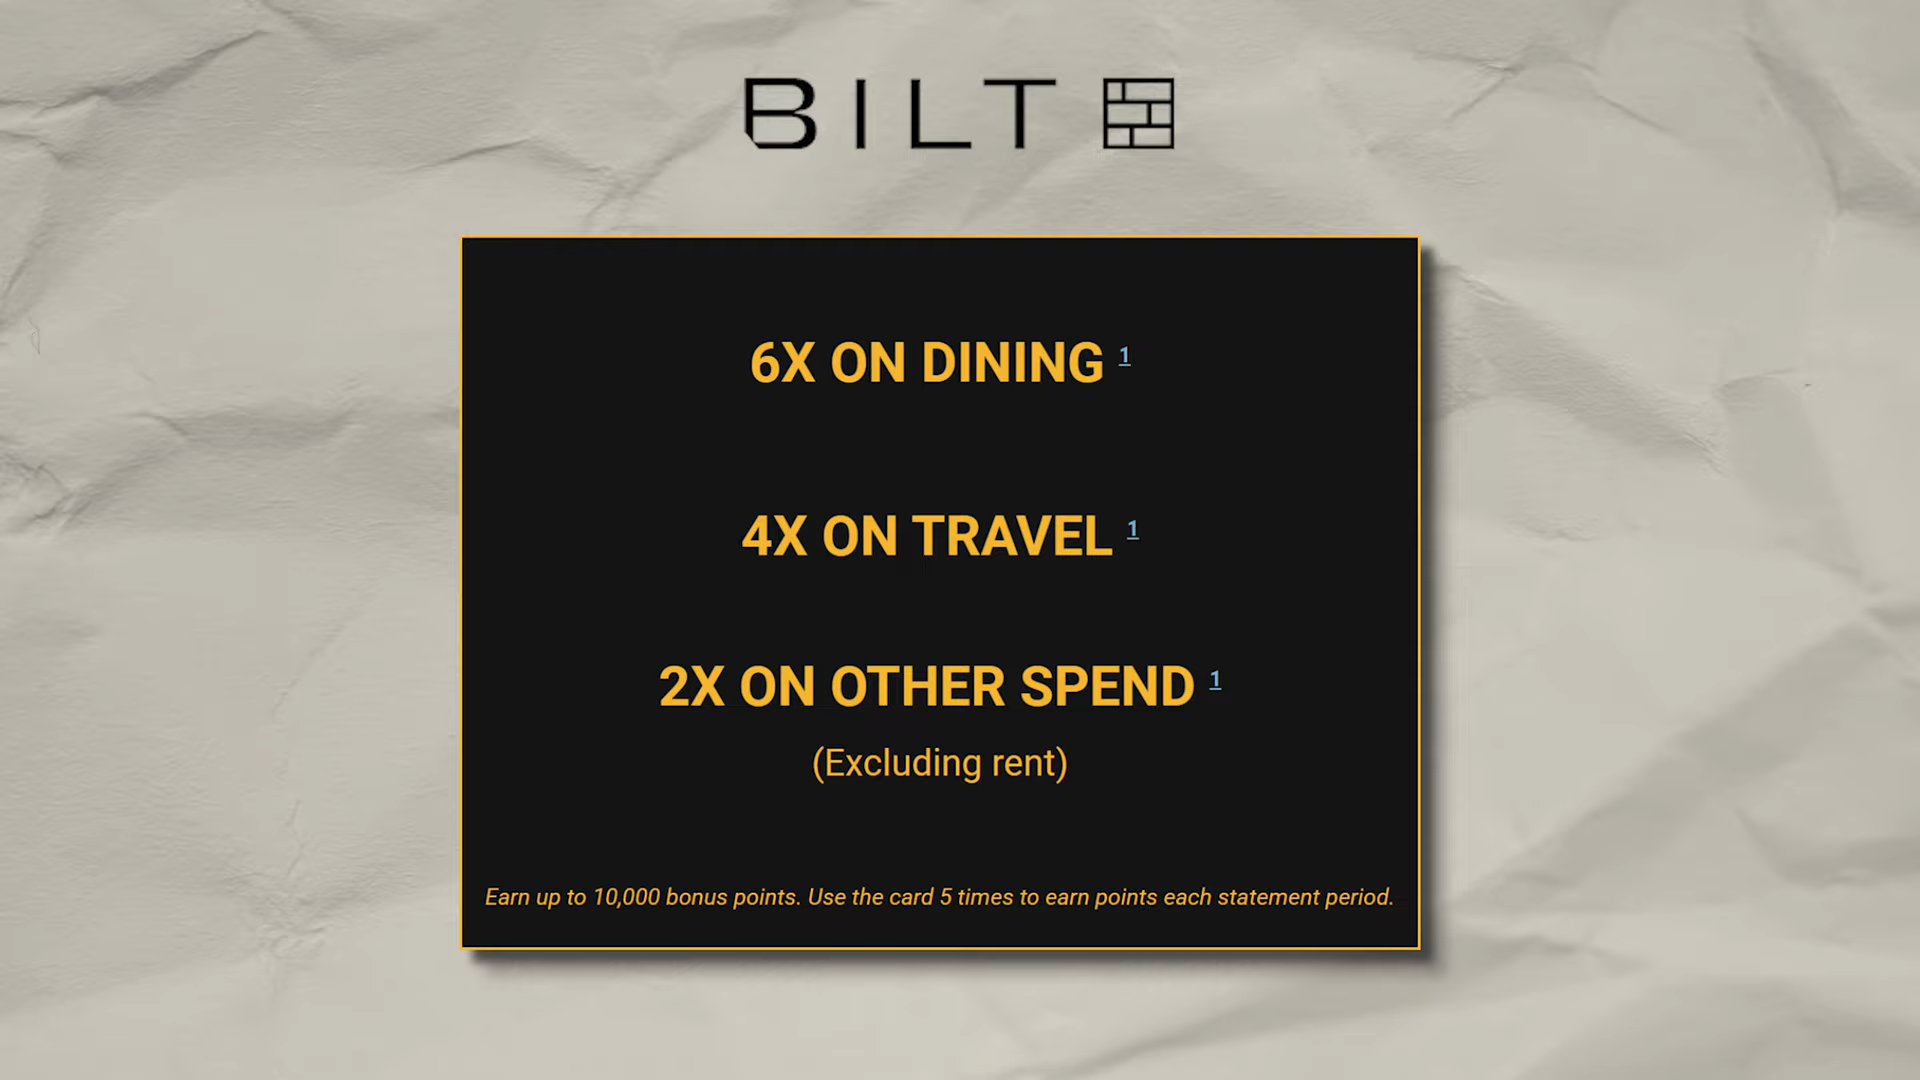 BILT
6X ON DINING 1
4X ON TRAVEL 1
2X ON OTHER SPEND 1
(Excluding rent)
Earn up to 10,000 bonus points. Use the card 5 times to earn points each statement period.